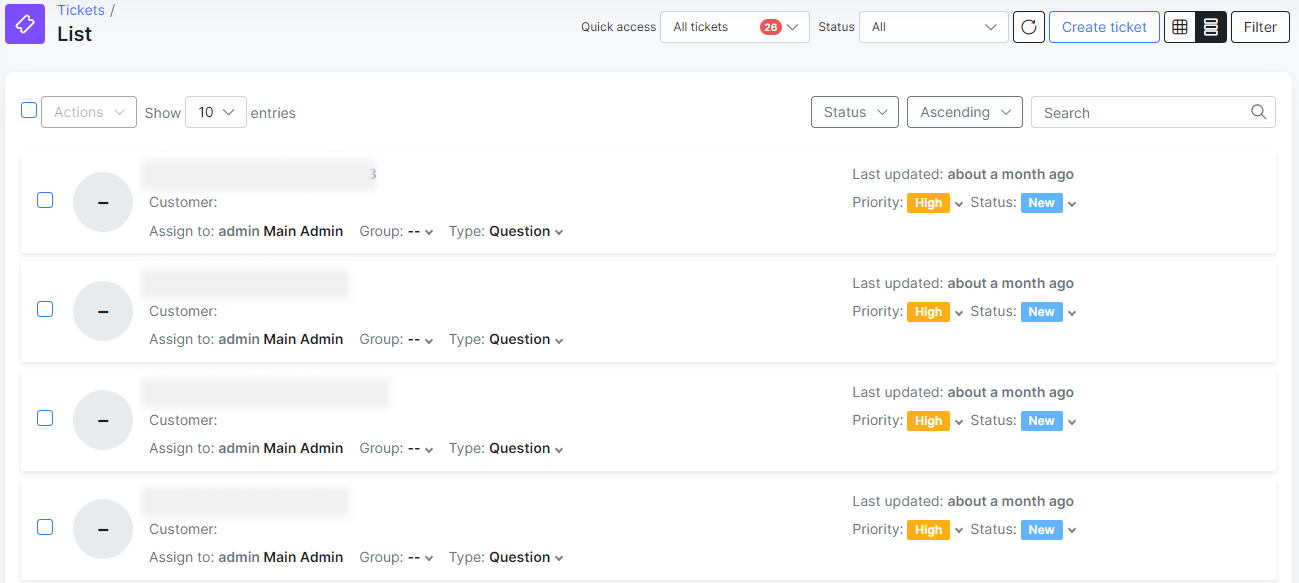 Tickets /
List
Quick access All tickets 26 Status All Create ticket Filter
Actions Show 10 entries Status Ascending Search
3
Last updated: about a month ago
Customer:
Priority: High Status: New
Assign to: admin Main Admin Group: -- Type: Question
Last updated: about a month ago
Customer:
Priority: High Status: New
Assign to: admin Main Admin Group: -- Type: Question
Last updated: about a month ago
Customer:
Priority: High Status: New
Assign to: admin Main Admin Group: -- Type: Question
Last updated: about a month ago
Customer:
Priority: High Status: New
Assign to: admin Main Admin Group: -- Type: Question